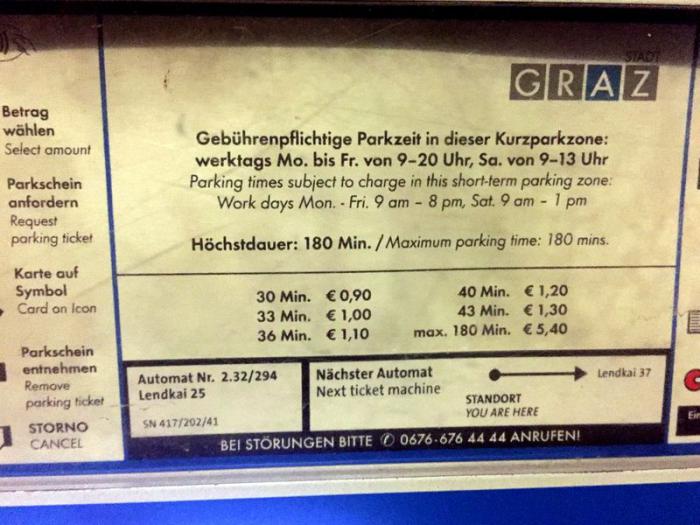 STADT
GRAZ
Betrag
wählen
Select amount
Parkschein
anfordern
Request
parking ticket
Karte auf
Symbol
Card on Icon
Parkschein
entnehmen
Remove
parking ticket
STORNO
CANCEL
Gebührenpflichtige Parkzeit in dieser Kurzparkzone:
werktags Mo. bis Fr. von 9–20 Uhr, Sa. von 9–13 Uhr
Parking times subject to charge in this short-term parking zone:
Work days Mon. - Fri. 9 am – 8 pm, Sat. 9 am – 1 pm
Höchstdauer: 180 Min. / Maximum parking time: 180 mins.
30 Min. € 0,90
33 Min. € 1,00
36 Min. € 1,10
40 Min. € 1,20
43 Min. € 1,30
max. 180 Min. € 5,40
Automat Nr. 2.32/294
Lendkai 25
SN 417/202/41
Nächster Automat
Next ticket machine
Lendkai 37
STANDORT
YOU ARE HERE
BEI STÖRUNGEN BITTE ✆ 0676-676 44 44 ANRUFEN!